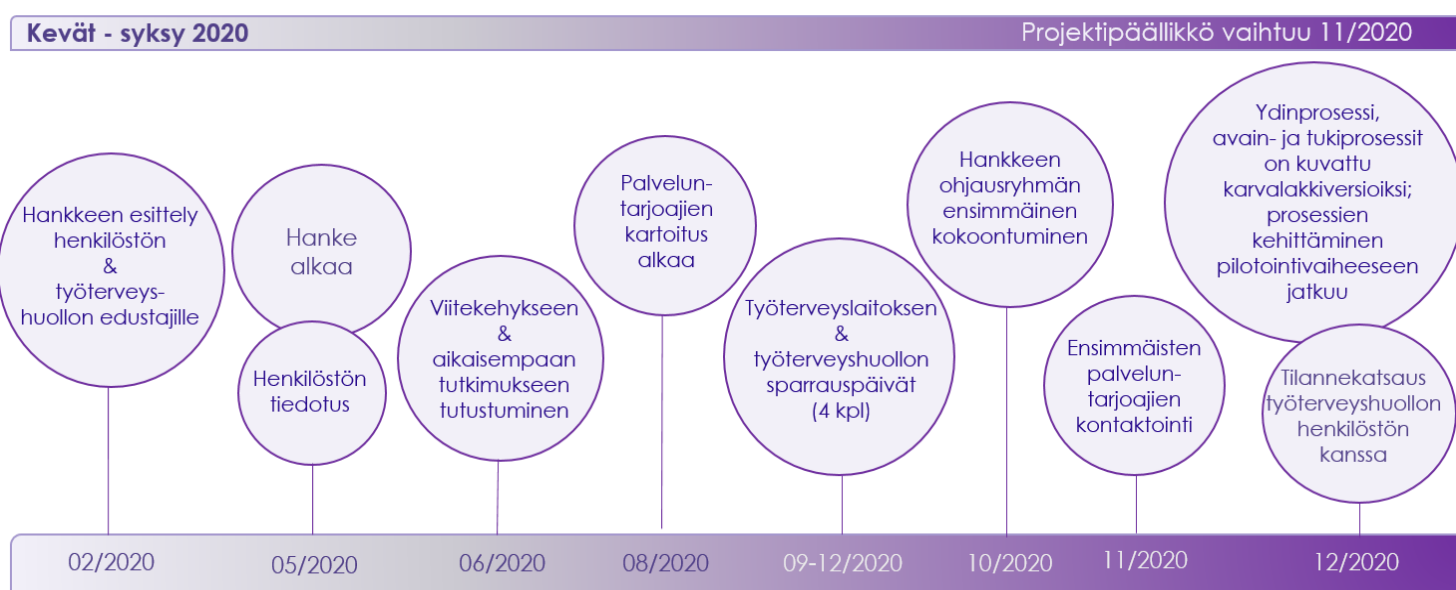 Kevät - syksy 2020
Projektipäällikkö vaihtuu 11/2020
Hankkeen esittely
henkilöstön
&
työterveys-
huollon edustajille
Hanke
alkaa
Henkilöstön
tiedotus
Viitekehykseen
&
aikaisempaan
tutkimukseen
tutustuminen
Palvelun-
tarjoajien
kartoitus
alkaa
Työterveyslaitoksen
&
työterveyshuollon
sparrauspäivät
(4 kpl)
Hankkeen
ohjausryhmän
ensimmäinen
kokoontuminen
Ensimmäisten
palvelun-
tarjoajien
kontaktointi
Ydinprosessi,
avain- ja tukiprosessit
on kuvattu
karvalakkiversioiksi;
prosessien
kehittäminen
pilotointivaiheeseen
jatkuu
Tilannekatsaus
työterveyshuollon
henkilöstön
kanssa
02/2020
05/2020
06/2020
08/2020
09-12/2020
10/2020
11/2020
12/2020